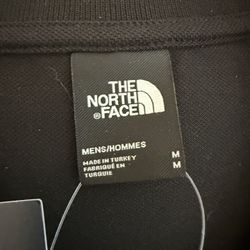 THE
NORTH
FACE
MENS/HOMMES
MADE IN TURKEY M
FABRIQUÉ EN M
TURQUIE